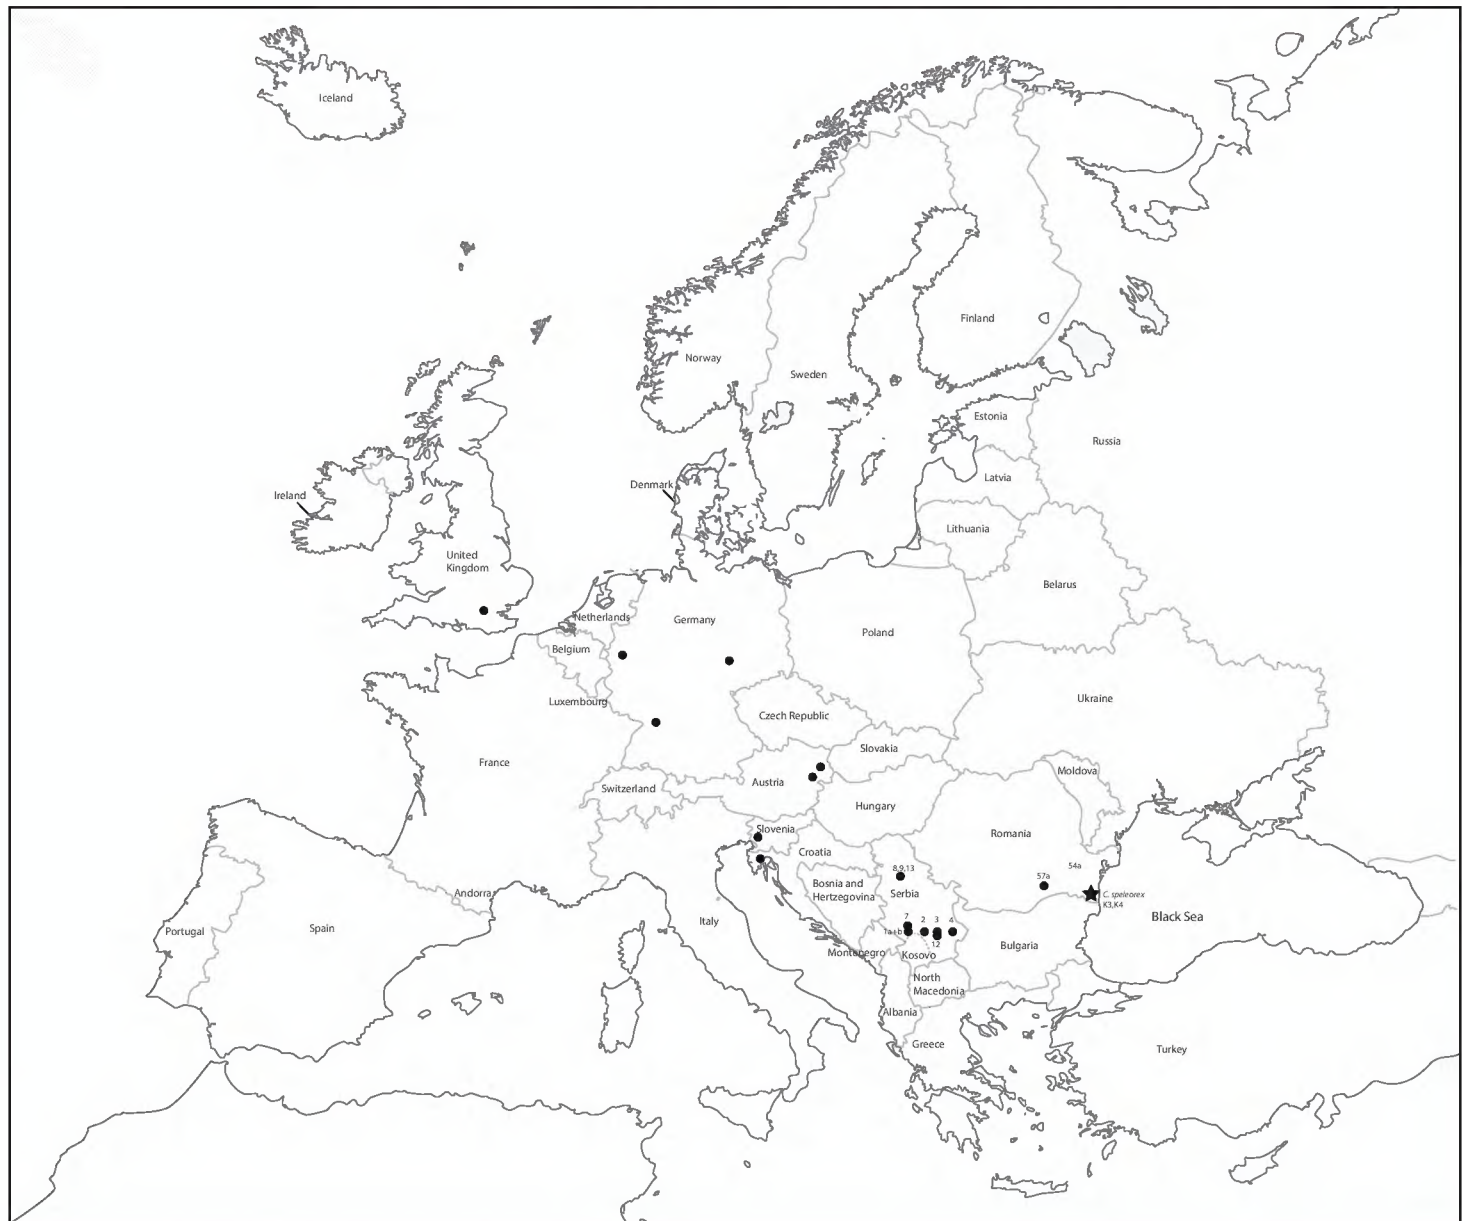 Iceland
Finland
Norway
Sweden
Estonia
Russia
Latvia
Denmark
Ireland
Lithuania
United
Kingdom
Belarus
Netherlands
Germany
Poland
Belgium
Ukraine
Luxembourg
Czech Republic
Slovakia
France
Moldova
Austria
Switzerland
Hungary
Slovenia
Romania
Croatia
8,9,13
54a
57a
Bosnia and
Hertzegovina
Serbia
Andorra
C. speleorex
K3,K4
Black Sea
Italy
7
2
3
4
Spain
Portugal
1a+b
12
Bulgaria
Montenegro
Kosovo
North
Macedonia
Albania
Greece
Turkey